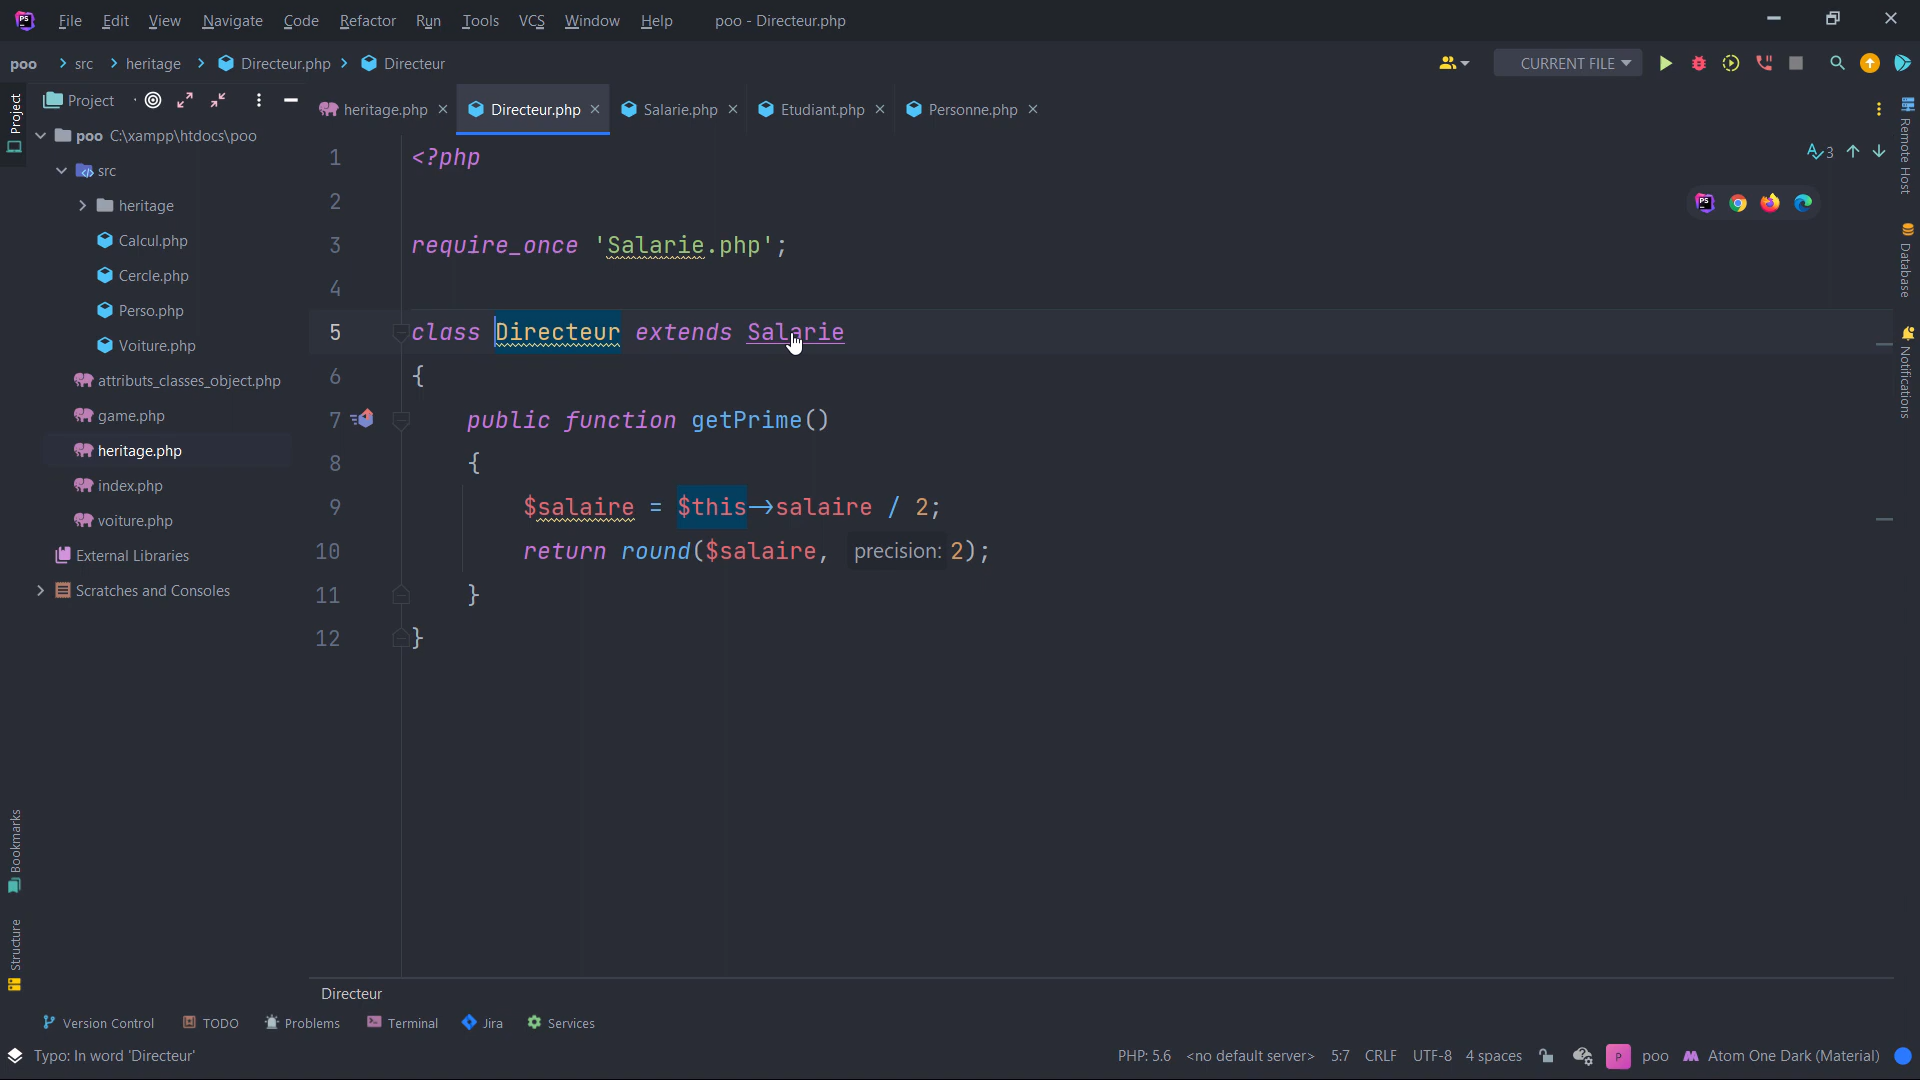 File Edit View Navigate Code Refactor Run Tools VCS Window Help poo - Directeur.php
poo > src > heritage > Directeur.php > Directeur
CURRENT FILE
Project
heritage.php
Directeur.php
Salarie.php
Etudiant.php
Personne.php
Project
poo C:\xampp\htdocs\poo
src
heritage
Calcul.php
Cercle.php
Perso.php
Voiture.php
attributs_classes_object.php
game.php
heritage.php
index.php
voiture.php
External Libraries
Scratches and Consoles
Bookmarks
Structure
1 <?php
2
3 require_once 'Salarie.php';
4
5 class Directeur extends Salarie
6 {
7 public function getPrime()
8 {
9 $salaire = $this→salaire / 2;
10 return round($salaire, precision: 2);
11 }
12 }
3
PS
Remote Host
Database
Notifications
Directeur
Version Control TODO Problems Terminal Jira Services
Typo: In word 'Directeur'
PHP: 5.6 <no default server> 5:7 CRLF UTF-8 4 spaces P poo Atom One Dark (Material)